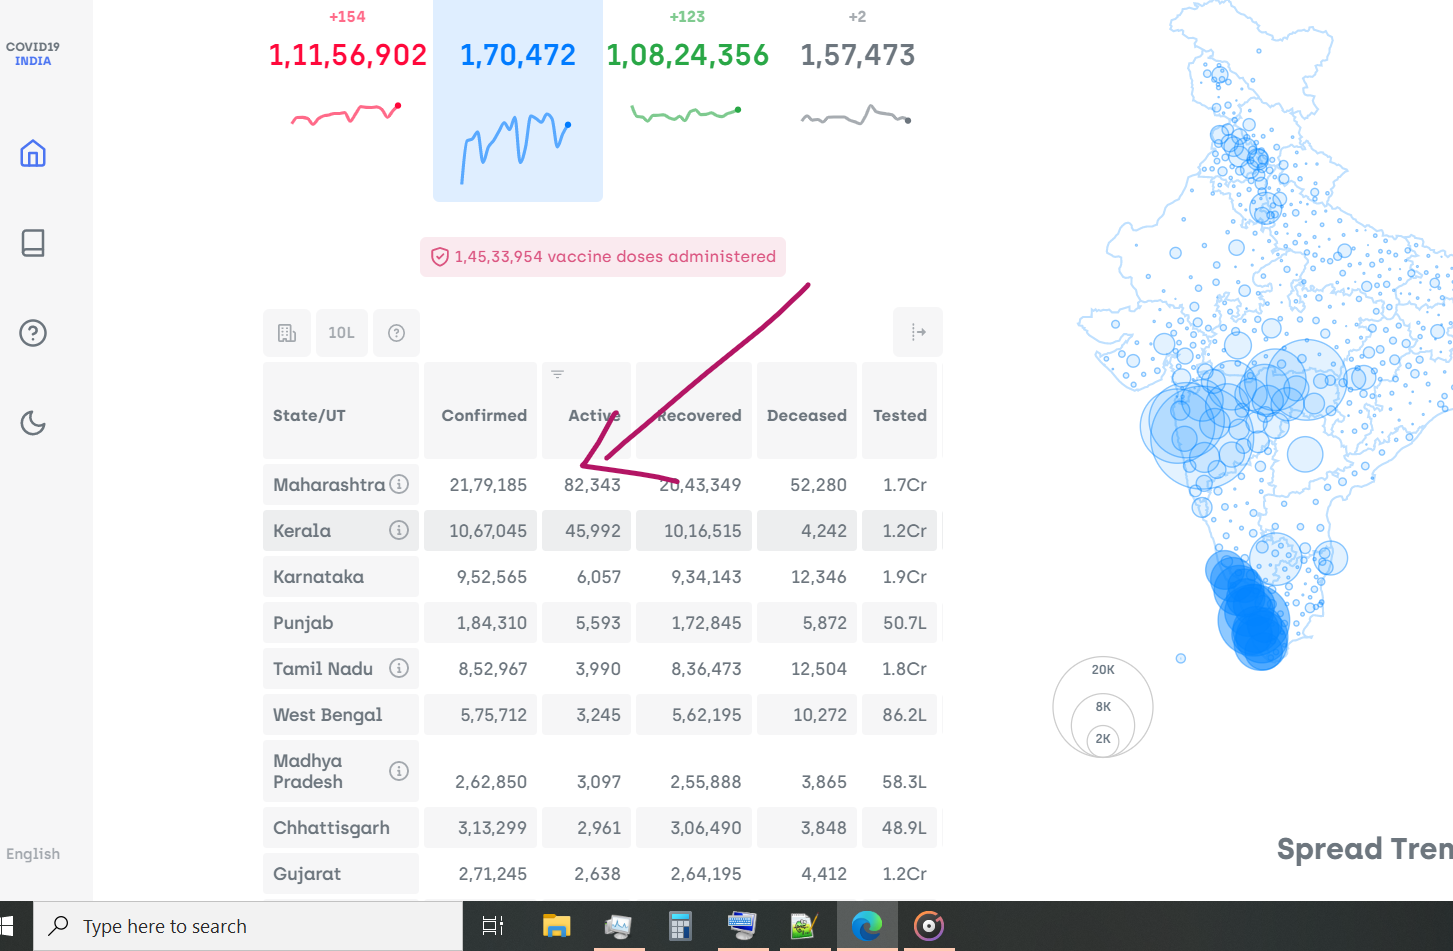 COVID19
INDIA
+154
+123
+2
1,11,56,902
1,70,472
1,08,24,356
1,57,473
1,45,33,954 vaccine doses administered
10L
State/UT Confirmed Active Recovered Deceased Tested
Maharashtra 21,79,185 82,343 20,43,349 52,280 1.7Cr
Kerala 10,67,045 45,992 10,16,515 4,242 1.2Cr
Karnataka 9,52,565 6,057 9,34,143 12,346 1.9Cr
Punjab 1,84,310 5,593 1,72,845 5,872 50.7L
Tamil Nadu 8,52,967 3,990 8,36,473 12,504 1.8Cr
West Bengal 5,75,712 3,245 5,62,195 10,272 86.2L
Madhya
Pradesh 2,62,850 3,097 2,55,888 3,865 58.3L
Chhattisgarh 3,13,299 2,961 3,06,490 3,848 48.9L
Gujarat 2,71,245 2,638 2,64,195 4,412 1.2Cr
20K
8K
2K
Spread Tren
English
Type here to search